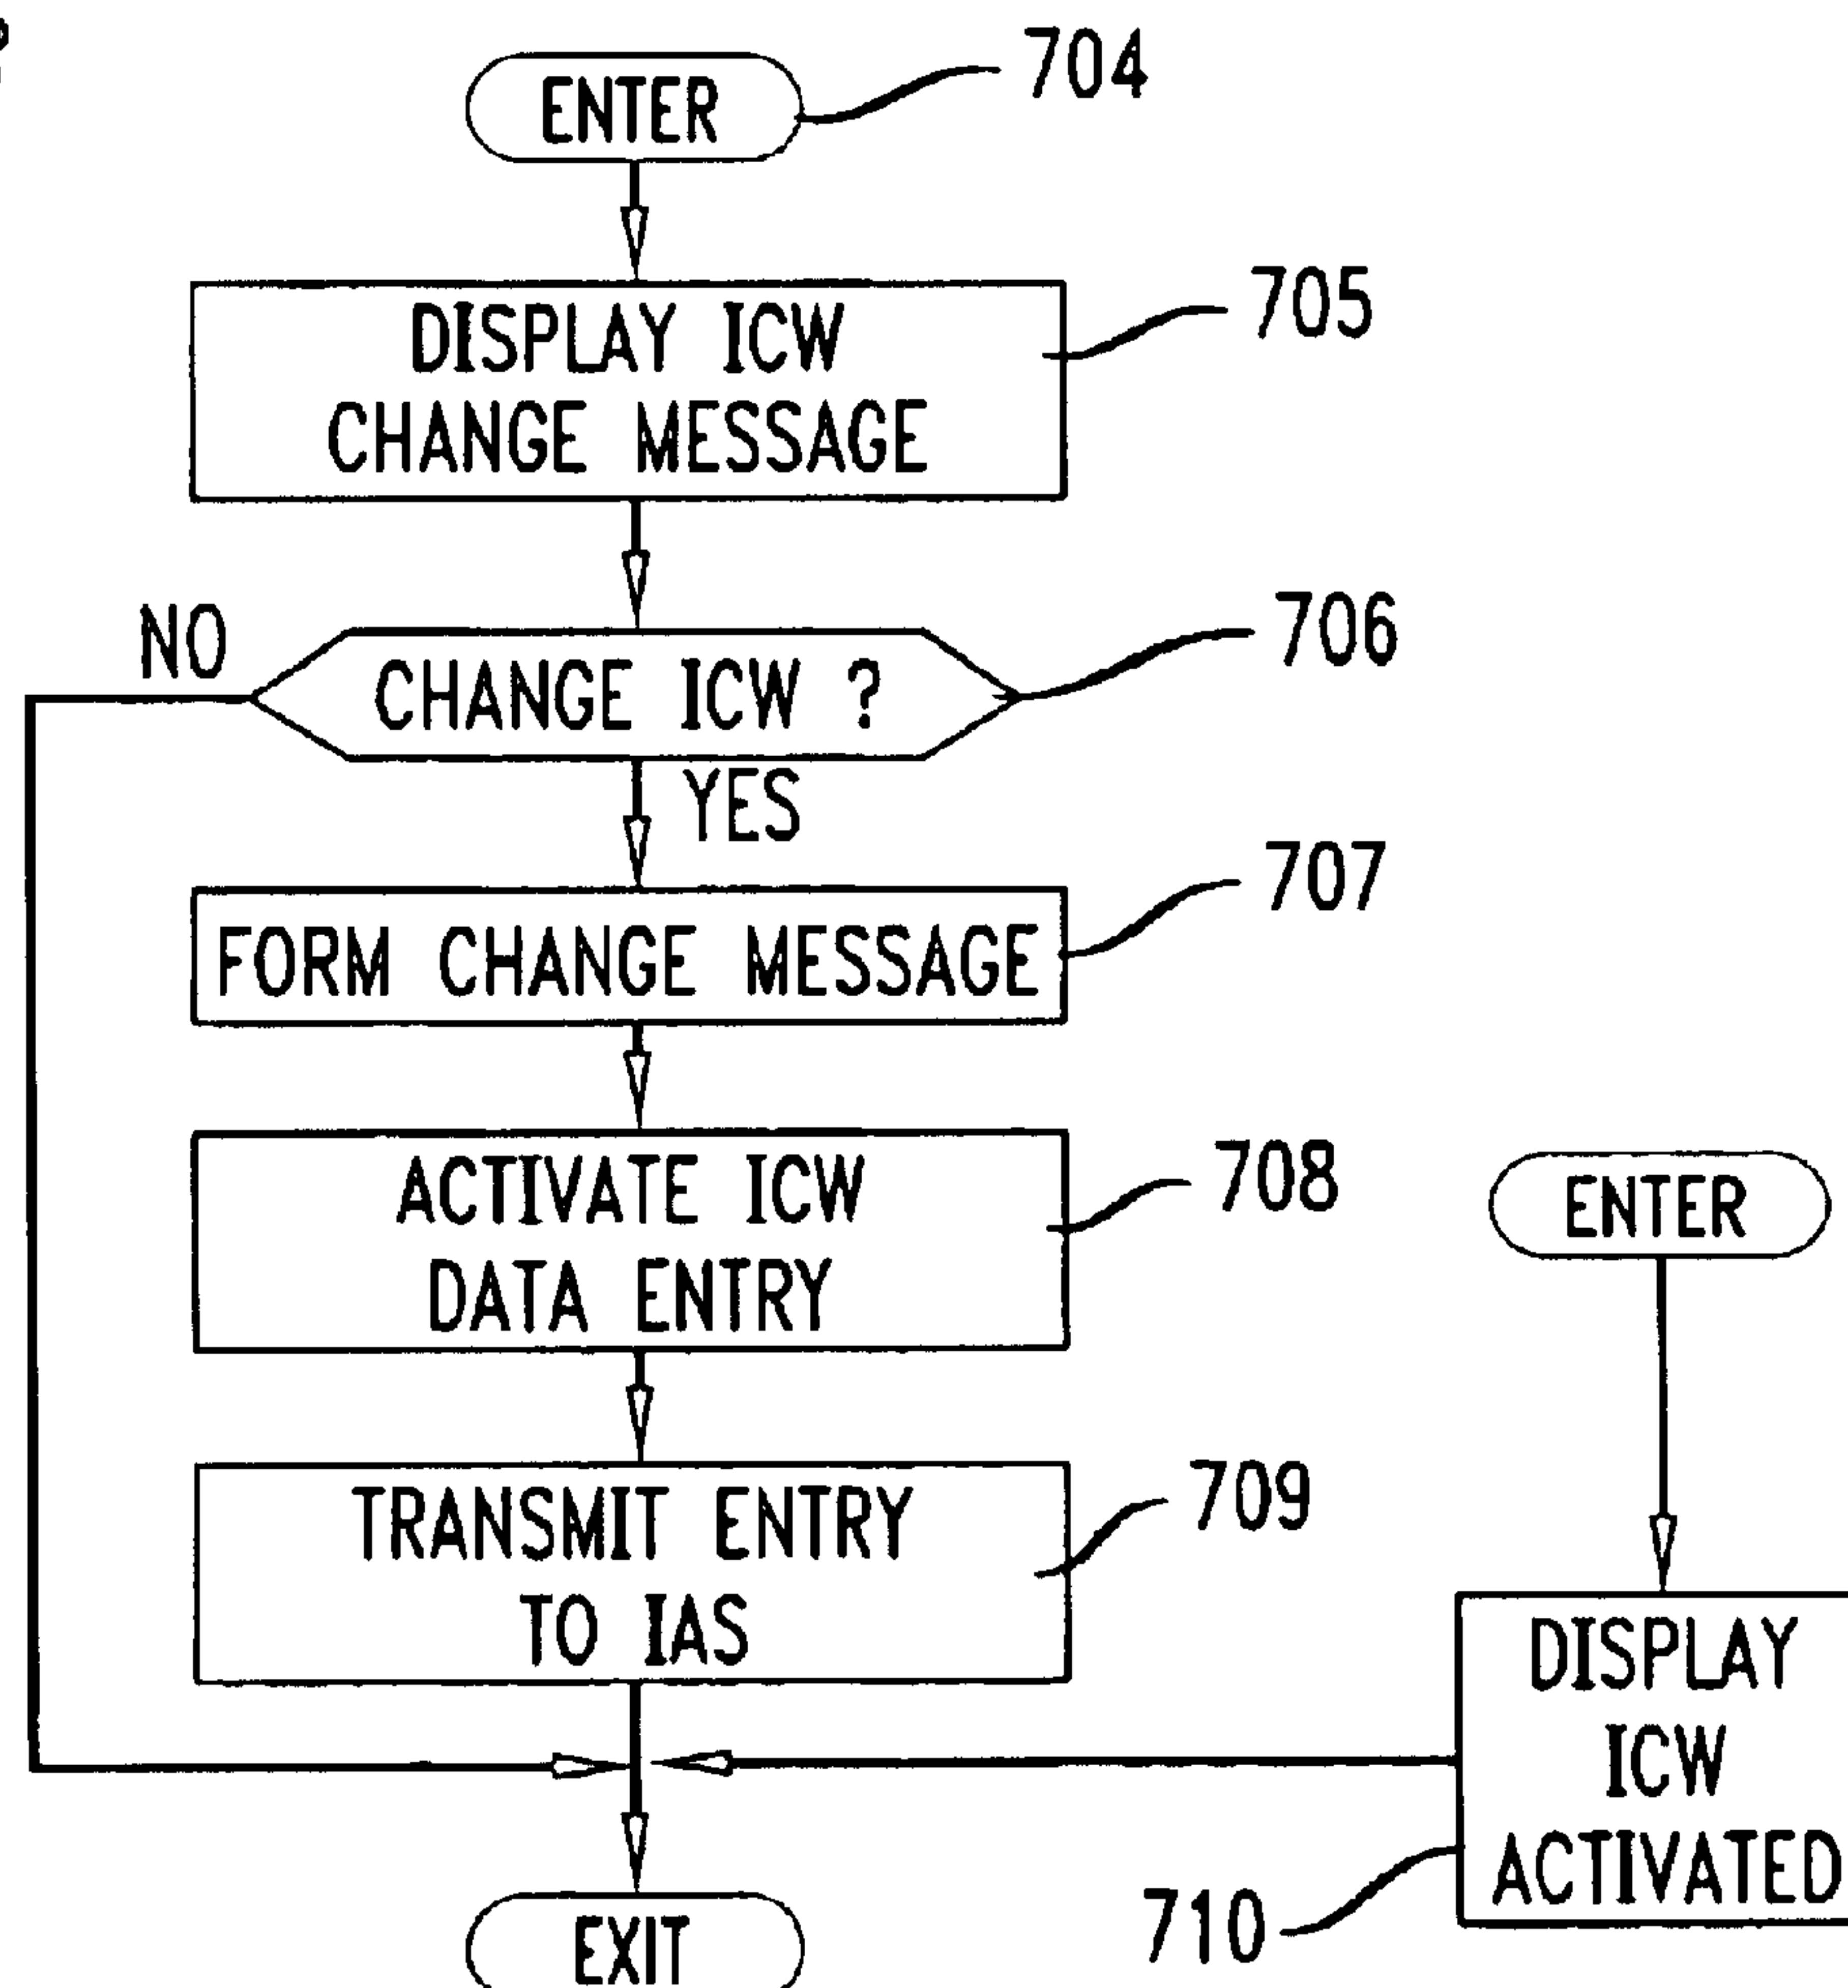 ENTER
704
DISPLAY ICW
CHANGE MESSAGE
705
NO
CHANGE ICW ?
706
YES
FORM CHANGE MESSAGE
707
ACTIVATE ICW
DATA ENTRY
708
ENTER
TRANSMIT ENTRY
TO IAS
709
DISPLAY
ICW
ACTIVATED
710
EXIT